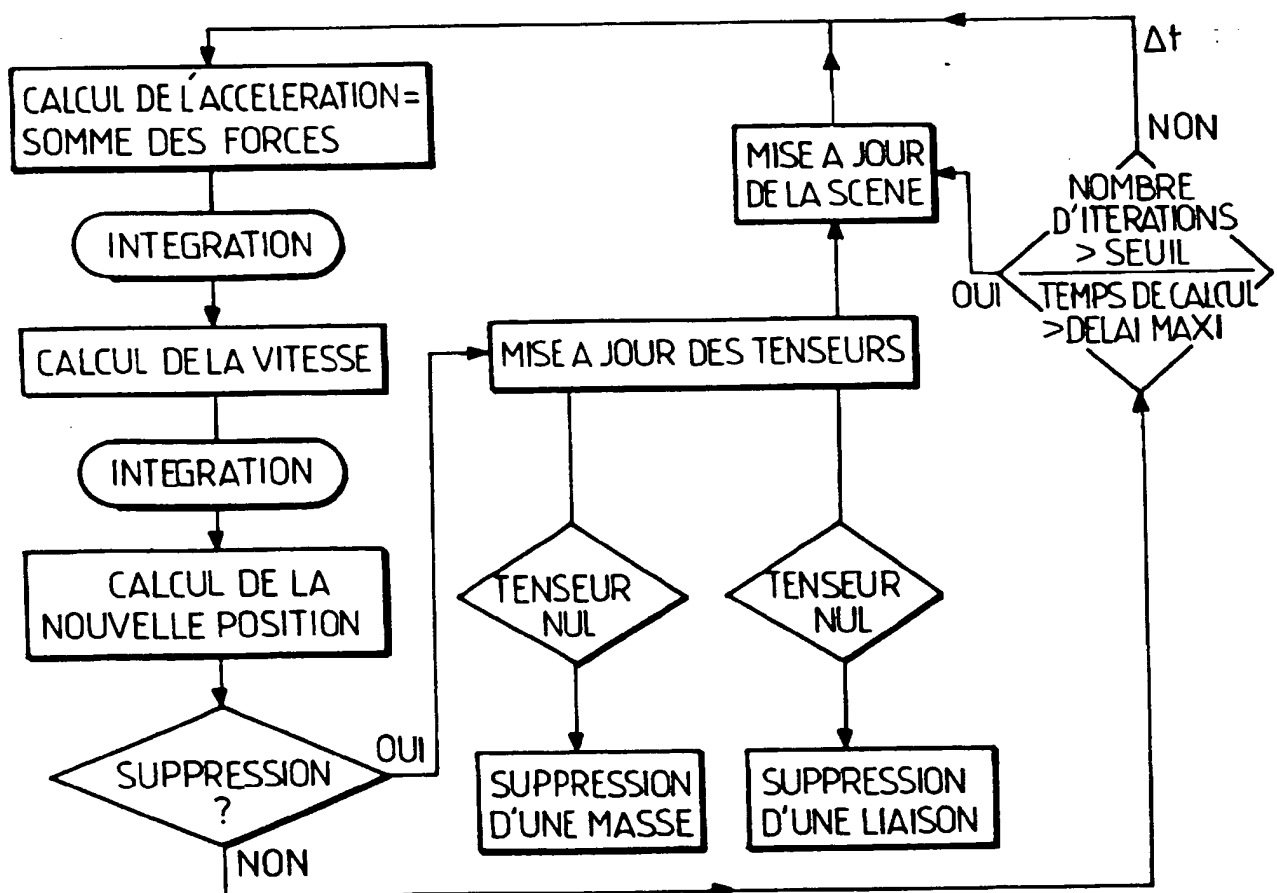 CALCUL DE L'ACCELERATION=
SOMME DES FORCES
INTEGRATION
CALCUL DE LA VITESSE
INTEGRATION
CALCUL DE LA
NOUVELLE POSITION
SUPPRESSION
?
OUI
NON
MISE A JOUR DES TENSEURS
TENSEUR
NUL
TENSEUR
NUL
SUPPRESSION
D'UNE MASSE
SUPPRESSION
D'UNE LIAISON
MISE A JOUR
DE LA SCENE
Δt
NON
NOMBRE
D'ITERATIONS
> SEUIL
OUI
TEMPS DE CALCUL
>DELAI MAXI